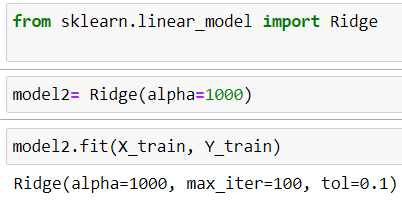 from sklearn.linear_model import Ridge
model2= Ridge(alpha=1000)
model2.fit(X_train, Y_train)
Ridge(alpha=1000, max_iter=100, tol=0.1)